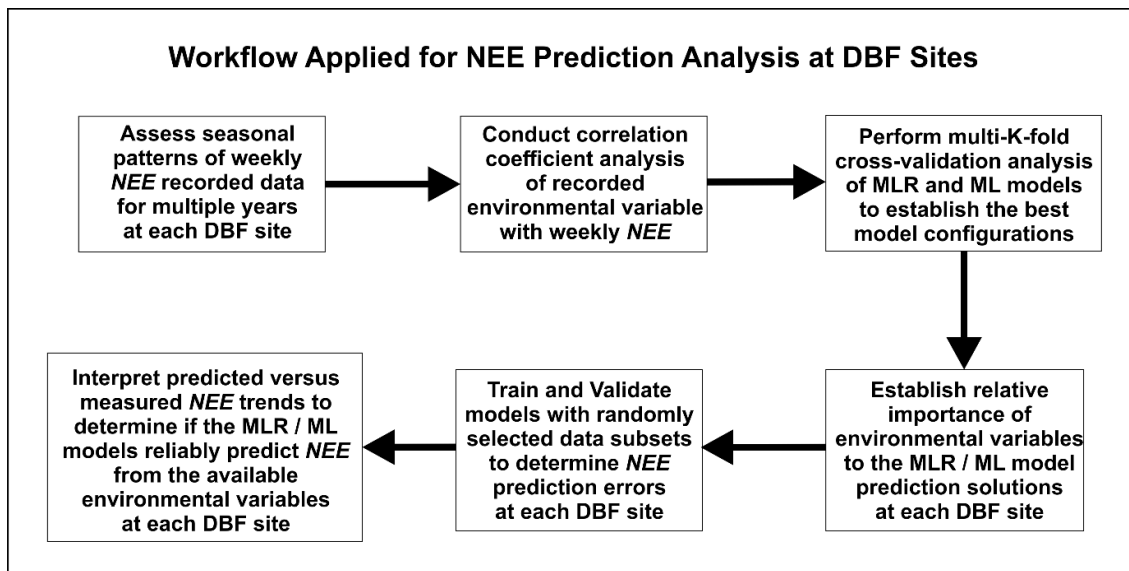 Workflow Applied for NEE Prediction Analysis at DBF Sites
Assess seasonal
patterns of weekly
NEE recorded data
for multiple years
at each DBF site
Conduct correlation
coefficient analysis
of recorded
environmental variable
with weekly NEE
Perform multi-K-fold
cross-validation analysis
of MLR and ML models
to establish the best
model configurations
Establish relative
importance of
environmental variables
to the MLR / ML model
prediction solutions
at each DBF site
Train and Validate
models with randomly
selected data subsets
to determine NEE
prediction errors
at each DBF site
Interpret predicted versus
measured NEE trends to
determine if the MLR / ML
models reliably predict NEE
from the available
environmental variables
at each DBF site